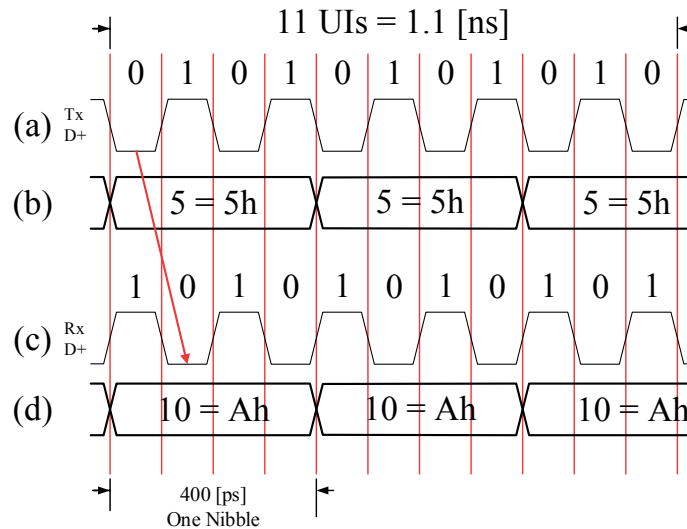 11 UIs = 1.1 [ns]
0 1 0 1 0 1 0 1 0 1 0
(a) Tx D+
(b) 5 = 5h 5 = 5h 5 = 5h
1 0 1 0 1 0 1 0 1 0 1
(c) Rx D+
(d) 10 = Ah 10 = Ah 10 = Ah
400 [ps]
One Nibble